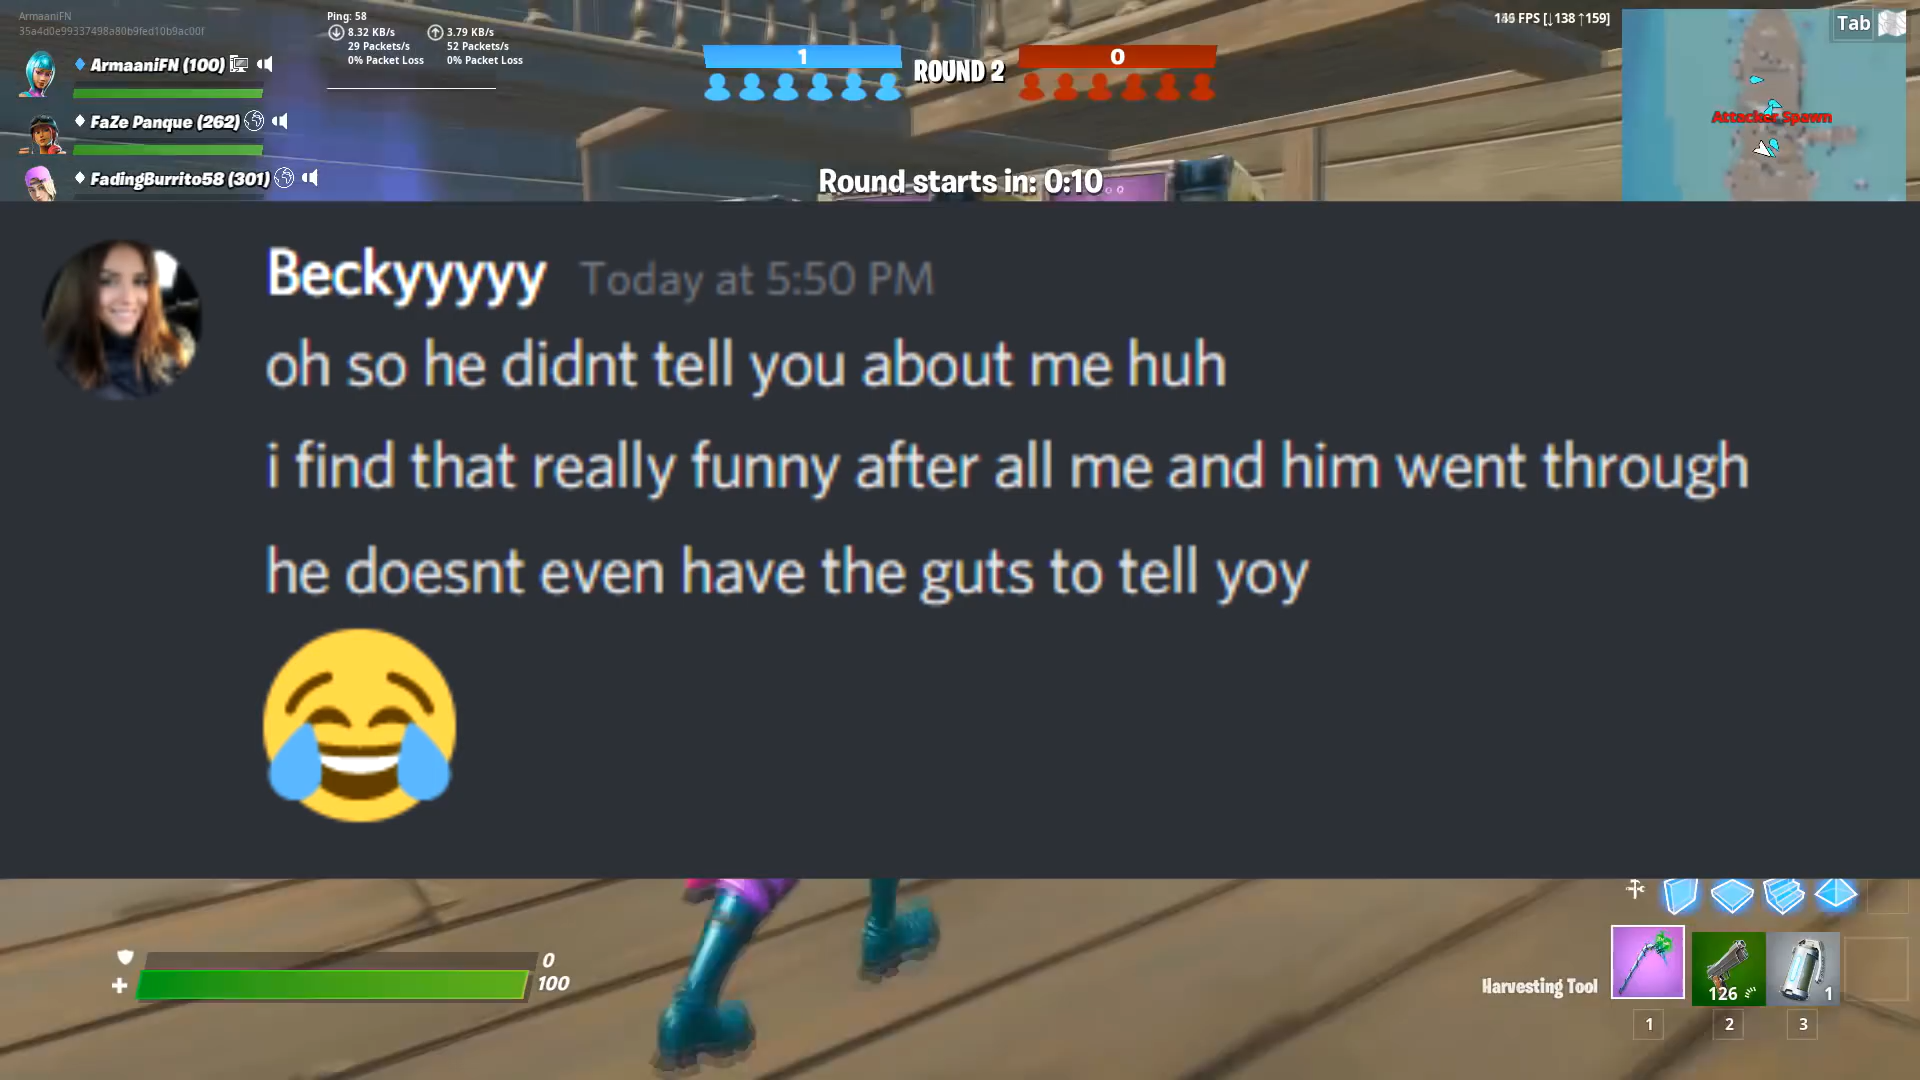 ArmaaniFN
35a4d0e99337498a80b9fed10b9ac00f
Ping: 58
8.32 KB/s 3.79 KB/s
29 Packets/s 52 Packets/s
0% Packet Loss 0% Packet Loss
ArmaaniFN (100)
FaZe Panque (262)
FadingBurrito58 (301)
1 ROUND 2 0
Round starts in: 0:10
FPS [↓138 ↑159]
Tab
Attacker Spawn
Beckyyyyy Today at 5:50 PM
oh so he didnt tell you about me huh
i find that really funny after all me and him went through
he doesnt even have the guts to tell yoy
0
100
Harvesting Tool
126 1
1 2 3